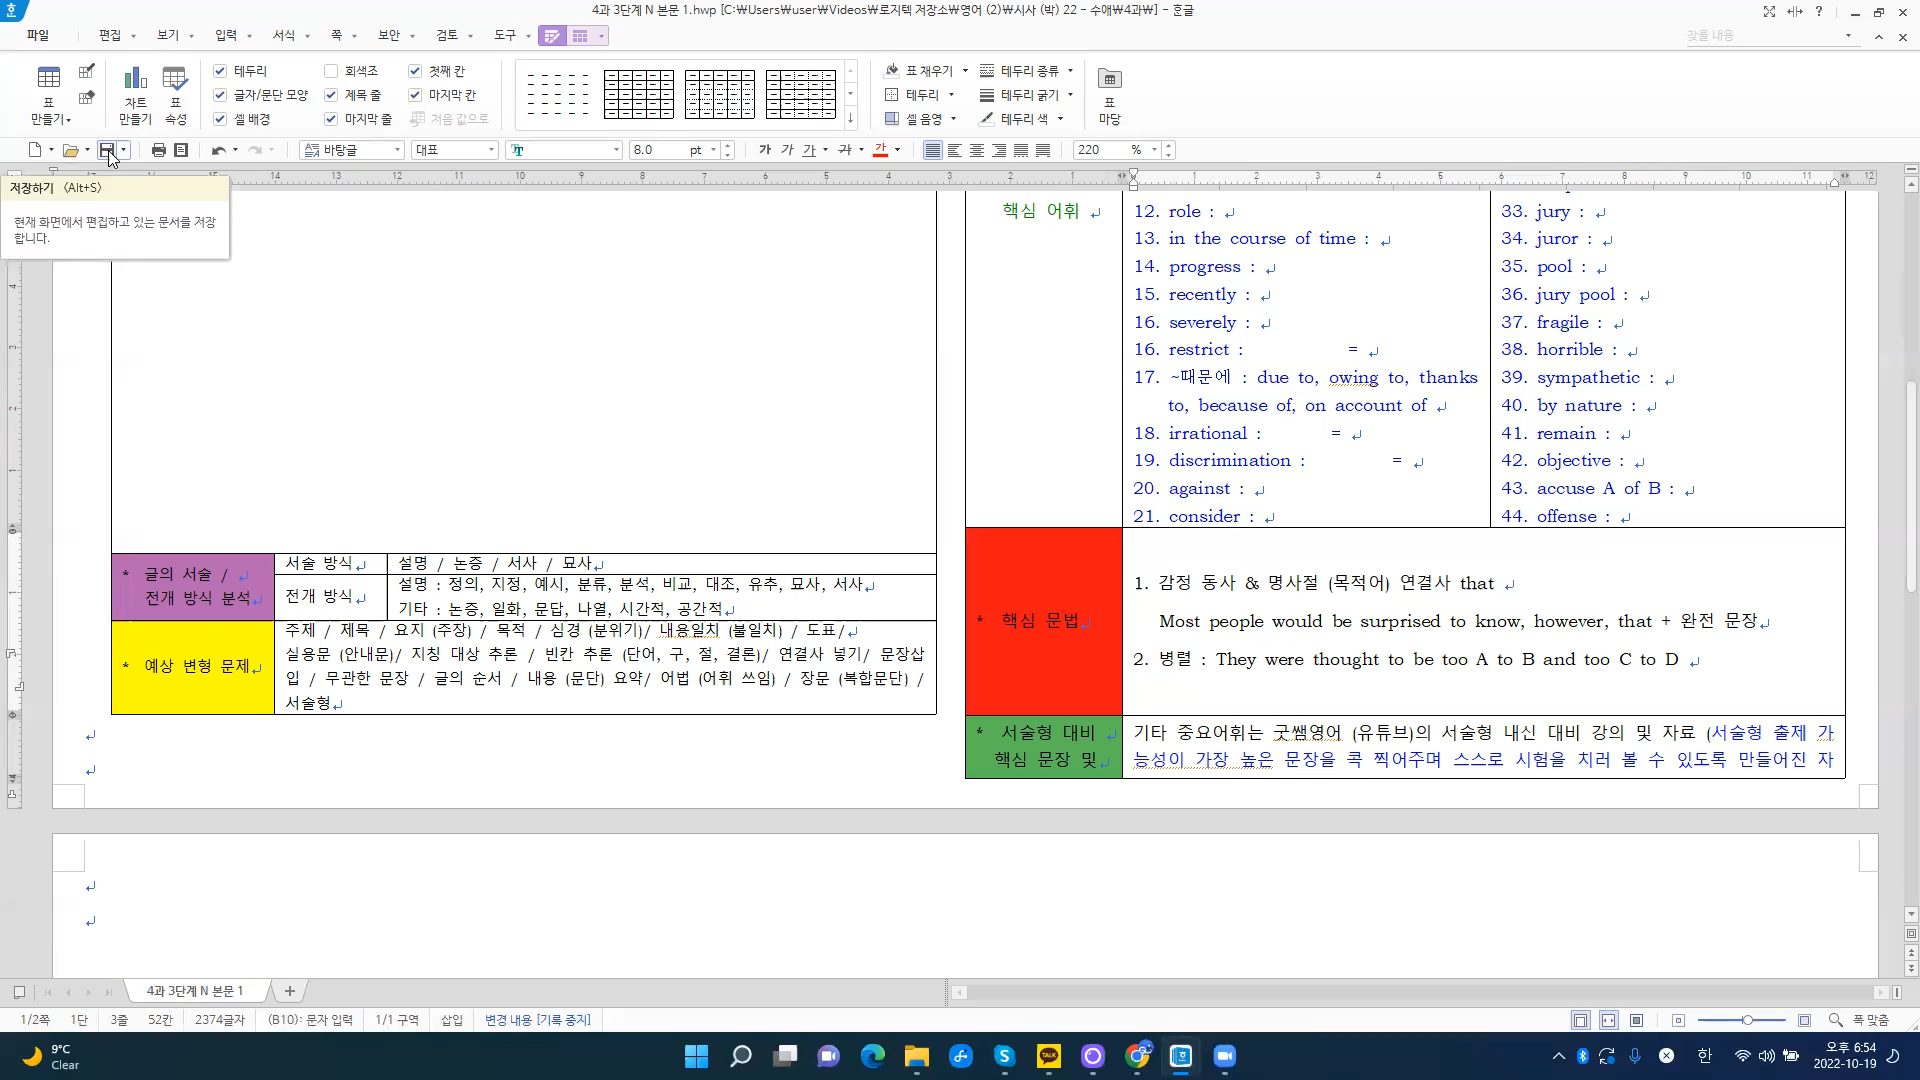 4과 3단계 N 본문 1.hwp [C:₩Users₩user₩Videos₩로지텍 저장소₩영어 (2)₩시사 (박) 22 - 수애₩4과₩] - 한글
파일 편집 보기 입력 서식 쪽 보안 검토 도구 찾을 내용
표 만들기
차트 만들기
표 속성
테두리 회색조 첫째 칸
글자/문단 모양 제목 줄 마지막 칸
셀 배경 마지막 줄 처음 값으로
표 채우기 테두리 종류
테두리 테두리 굵기
셀 음영 테두리 색
표 마당
바탕글 대표 8.0 pt 가 가 가 가 가 220 %
저장하기 (Alt+S)
현재 화면에서 편집하고 있는 문서를 저장
합니다.
* 글의 서술 /
전개 방식 분석
서술 방식 설명 / 논증 / 서사 / 묘사
전개 방식 설명 : 정의, 지정, 예시, 분류, 분석, 비교, 대조, 유추, 묘사, 서사
기타 : 논증, 일화, 문답, 나열, 시간적, 공간적
* 예상 변형 문제
주제 / 제목 / 요지 (주장) / 목적 / 심경 (분위기)/ 내용일치 (불일치) / 도표/
실용문 (안내문)/ 지칭 대상 추론 / 빈칸 추론 (단어, 구, 절, 결론)/ 연결사 넣기/ 문장삽
입 / 무관한 문장 / 글의 순서 / 내용 (문단) 요약/ 어법 (어휘 쓰임) / 장문 (복합문단) /
서술형
핵심 어휘
12. role :
13. in the course of time :
14. progress :
15. recently :
16. severely :
16. restrict : =
17. ~때문에 : due to, owing to, thanks
to, because of, on account of
18. irrational : =
19. discrimination : =
20. against :
21. consider :
33. jury :
34. juror :
35. pool :
36. jury pool :
37. fragile :
38. horrible :
39. sympathetic :
40. by nature :
41. remain :
42. objective :
43. accuse A of B :
44. offense :
* 핵심 문법
1. 감정 동사 & 명사절 (목적어) 연결사 that
Most people would be surprised to know, however, that + 완전 문장
2. 병렬 : They were thought to be too A to B and too C to D
* 서술형 대비
핵심 문장 및
기타 중요어휘는 굿쌤영어 (유튜브)의 서술형 내신 대비 강의 및 자료 (서술형 출제 가
능성이 가장 높은 문장을 콕 찍어주며 스스로 시험을 치러 볼 수 있도록 만들어진 자
4과 3단계 N 본문 1
1/2쪽 1단 3줄 52칸 2374글자 (B10): 문자 입력 1/1 구역 삽입 변경 내용 [기록 중지] 폭 맞춤
9°C
Clear
TALK
한
오후 6:54
2022-10-19